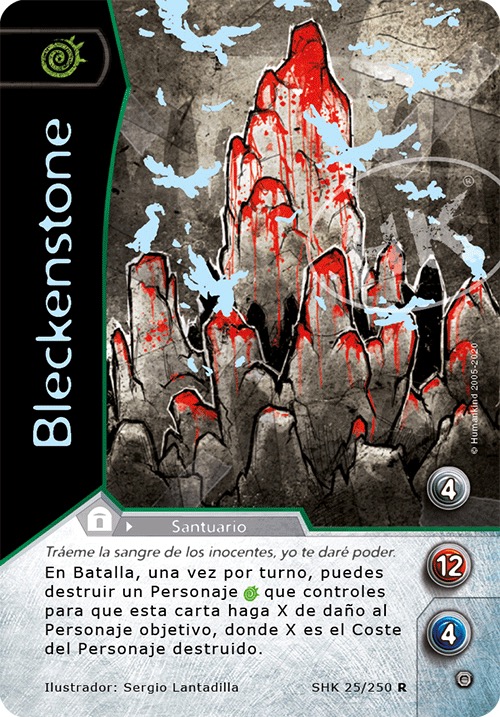 Bleckenstone
HK ®
© Humankind 2005-2020
4
Santuario
Tráeme la sangre de los inocentes, yo te daré poder.
En Batalla, una vez por turno, puedes
destruir un Personaje que controles
para que esta carta haga X de daño al
Personaje objetivo, donde X es el Coste
del Personaje destruído.
12
4
Ilustrador: Sergio Lantadilla
SHK 25/250 R